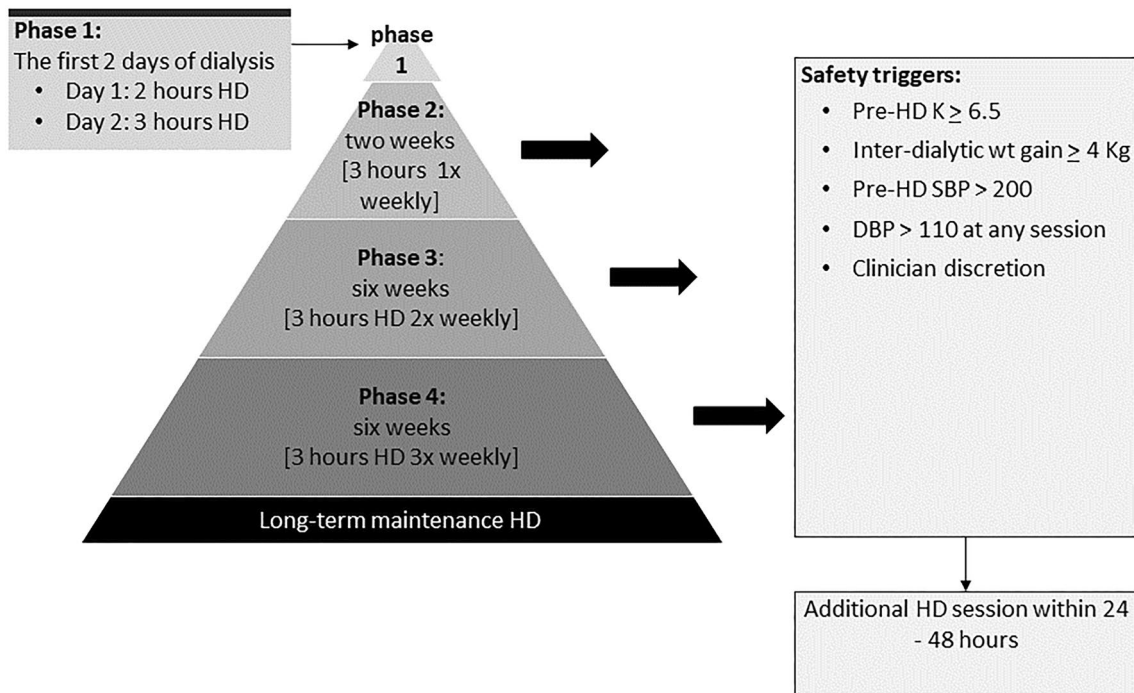 Phase 1:
The first 2 days of dialysis
• Day 1: 2 hours HD
• Day 2: 3 hours HD
phase
1
Phase 2:
two weeks
[3 hours 1x
weekly]
Phase 3:
six weeks
[3 hours HD 2x weekly]
Phase 4:
six weeks
[3 hours HD 3x weekly]
Long-term maintenance HD
Safety triggers:
• Pre-HD K ≥ 6.5
• Inter-dialytic wt gain ≥ 4 Kg
• Pre-HD SBP > 200
• DBP > 110 at any session
• Clinician discretion
Additional HD session within 24
- 48 hours